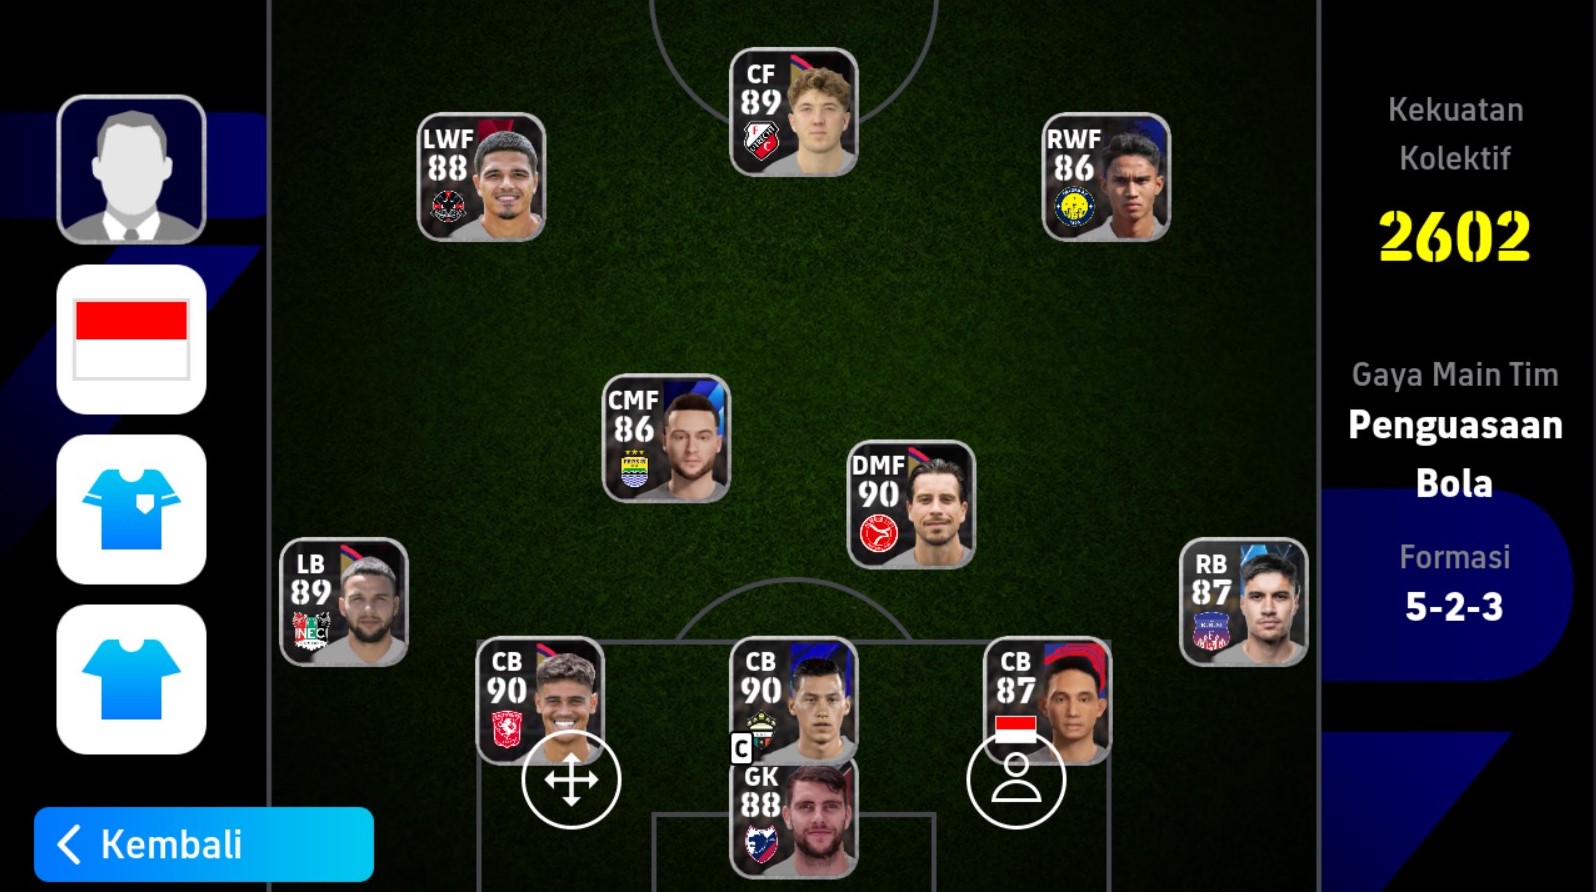 CF
89
LWF
88
RWF
86
Kekuatan
Kolektif
2602
CMF
86
Gaya Main Tim
Penguasaan
Bola
DMF
90
LB
89
NEC
RB
87
Formasi
5-2-3
CB
90
CB
90
C
CB
87
GK
88
Kembali